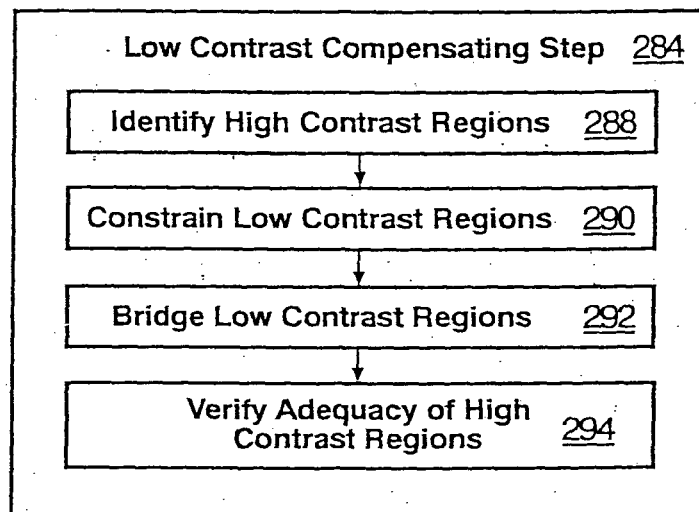 Low Contrast Compensating Step 284
Identify High Contrast Regions 288
Constrain Low Contrast Regions 290
Bridge Low Contrast Regions 292
Verify Adequacy of High
Contrast Regions 294